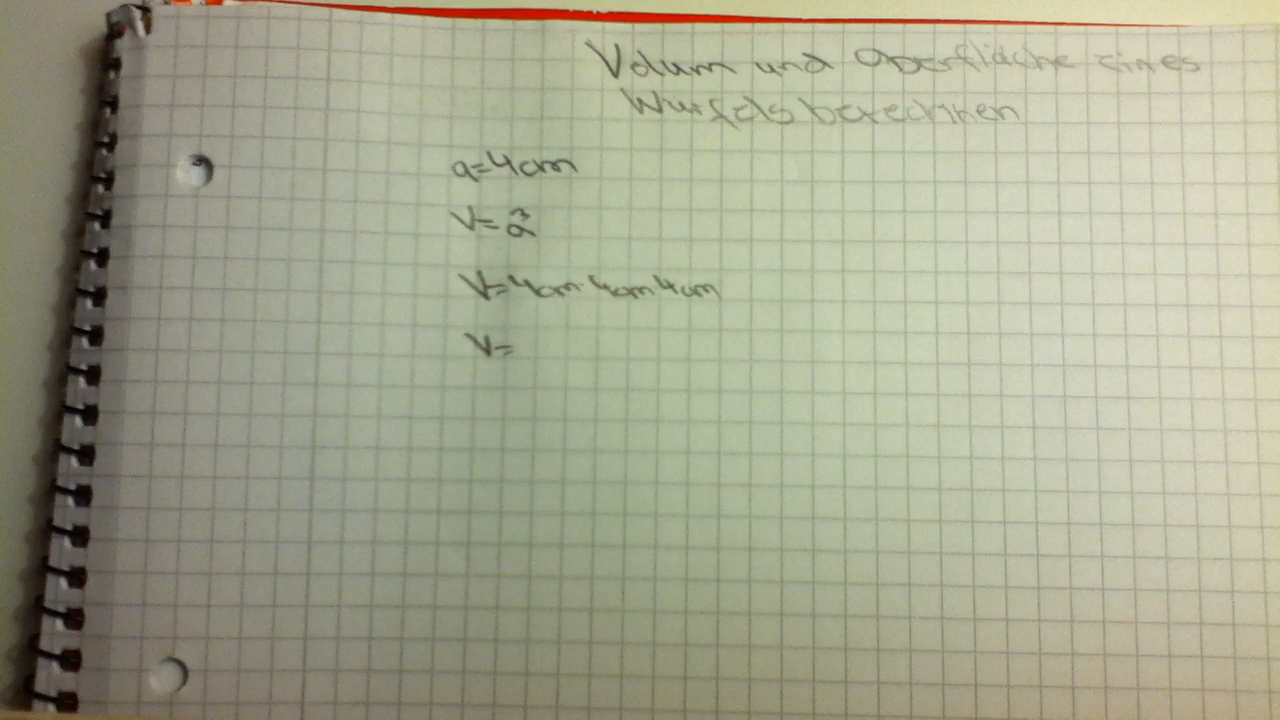 Volum und Oberfläche eines
Würfels berechnen
a=4cm
V=a³
V=4cm·4cm·4cm
V=